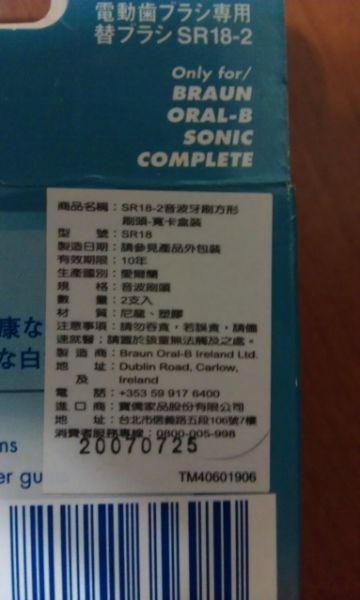 電動歯ブラシ専用
替ブラシ SR18-2
Only for/
BRAUN
ORAL-B
SONIC
COMPLETE
商品名稱：SR18-2音波牙刷方形
刷頭-寬卡盒裝
型 號：SR18
製造日期：請參見產品外包裝
有效期限：10年
生產國別：愛爾蘭
規 格：音波刷頭
數 量：2支入
材 質：尼龍、塑膠
注意事項：請勿吞食，若誤食，請儘
速就醫；請置於孩童無法觸及之處。
製 造 商：Braun Oral-B Ireland Ltd.
地 址：Dublin Road, Carlow,
及 Ireland
電 話：+353 59 917 6400
進 口 商：寶僑家品股份有限公司
地 址：台北市信義路五段106號7樓
消費者服務專線：0800-005-998
20070725
TM40601906
康な
な白
ms
er gu